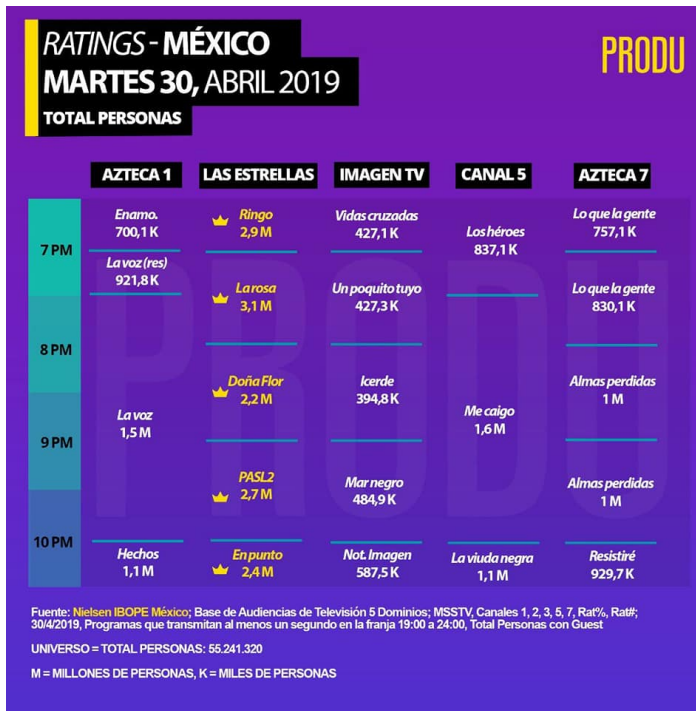 RATINGS - MÉXICO
MARTES 30, ABRIL 2019
TOTAL PERSONAS
PRODU
AZTECA 1 LAS ESTRELLAS IMAGEN TV CANAL 5 AZTECA 7
7 PM
8 PM
9 PM
10 PM
Enamo.
700,1 K
La voz (res)
921,8 K
La voz
1,5 M
Hechos
1,1 M
Ringo
2,9 M
La rosa
3,1 M
Doña Flor
2,2 M
PASL2
2,7 M
En punto
2,4 M
Vidas cruzadas
427,1 K
Un poquito tuyo
427,3 K
Icerde
394,8 K
Mar negro
484,9 K
Not. Imagen
587,5 K
Los héroes
837,1 K
Me caigo
1,6 M
La viuda negra
1,1 M
Lo que la gente
757,1 K
Lo que la gente
830,1 K
Almas perdidas
1 M
Almas perdidas
1 M
Resistiré
929,7 K
PRODU
Fuente: Nielsen IBOPE México; Base de Audiencias de Televisión 5 Dominios; MSSTV, Canales 1, 2, 3, 5, 7, Rat%, Rat#;
30/4/2019, Programas que transmitan al menos un segundo en la franja 19:00 a 24:00, Total Personas con Guest
UNIVERSO = TOTAL PERSONAS: 55.241.320
M = MILLONES DE PERSONAS, K = MILES DE PERSONAS